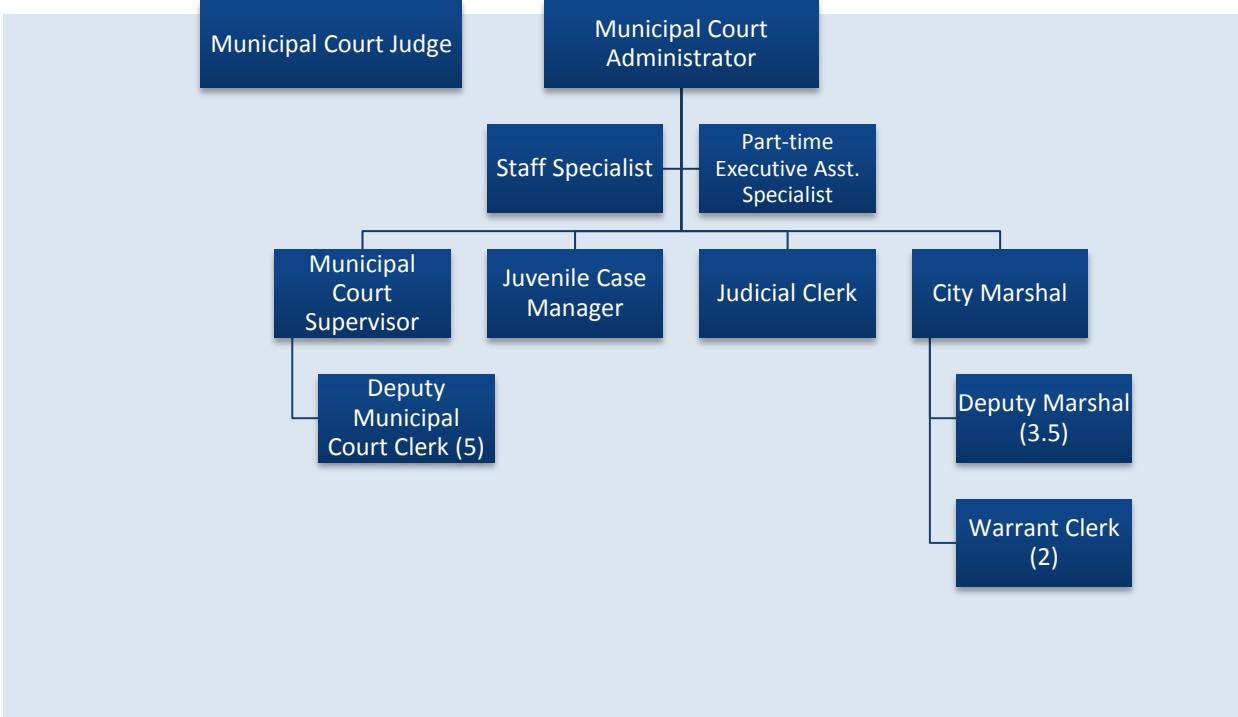 Municipal Court Judge
Municipal Court
Administrator
Staff Specialist
Part-time
Executive Asst.
Specialist
Municipal
Court
Supervisor
Juvenile Case
Manager
Judicial Clerk
City Marshal
Deputy
Municipal
Court Clerk (5)
Deputy Marshal
(3.5)
Warrant Clerk
(2)